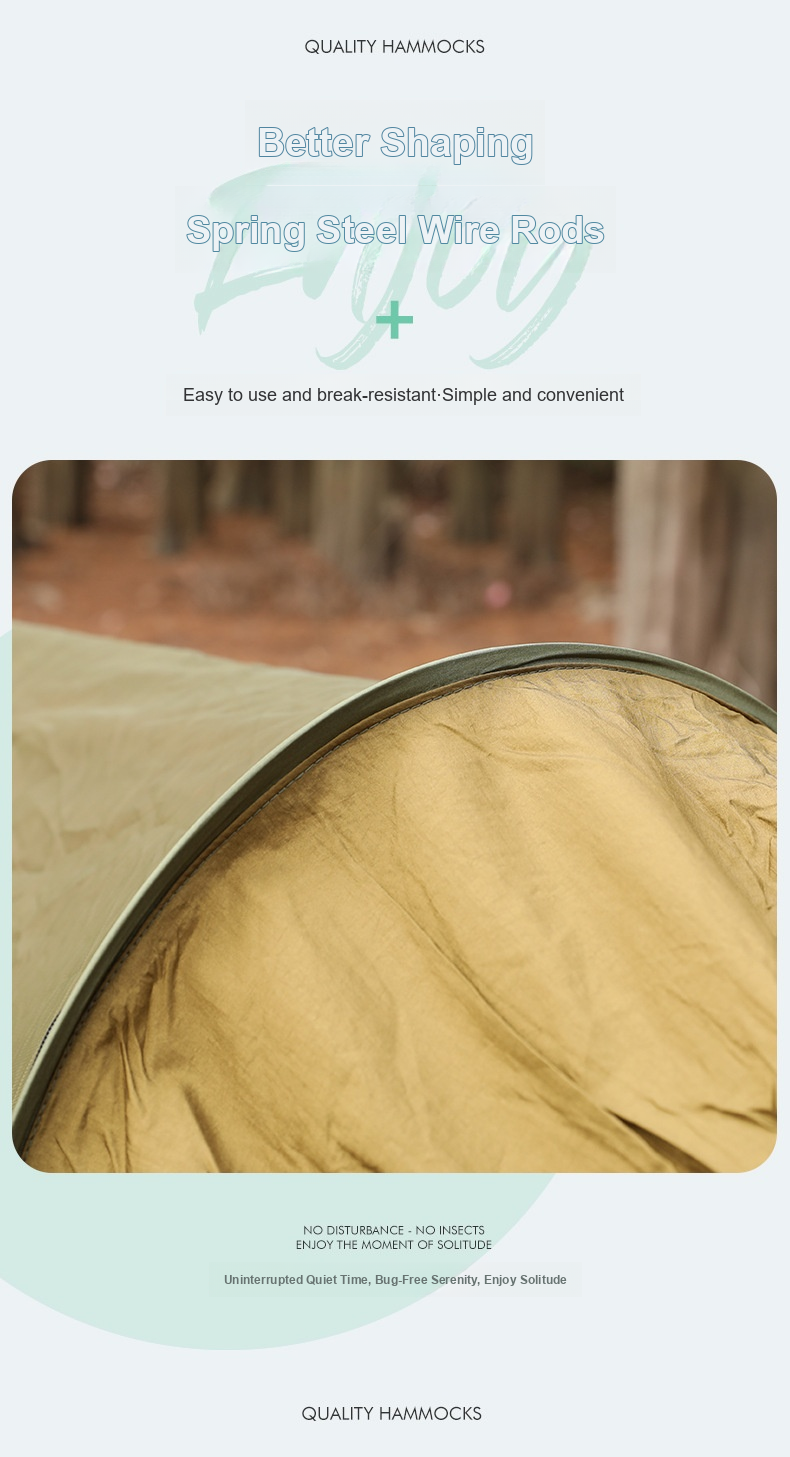 QUALITY HAMMOCKS
Better Shaping
Enjoy
Spring Steel Wire Rods
+
Easy to use and break-resistant·Simple and convenient
NO DISTURBANCE - NO INSECTS
ENJOY THE MOMENT OF SOLITUDE
Uninterrupted Quiet Time, Bug-Free Serenity, Enjoy Solitude
QUALITY HAMMOCKS